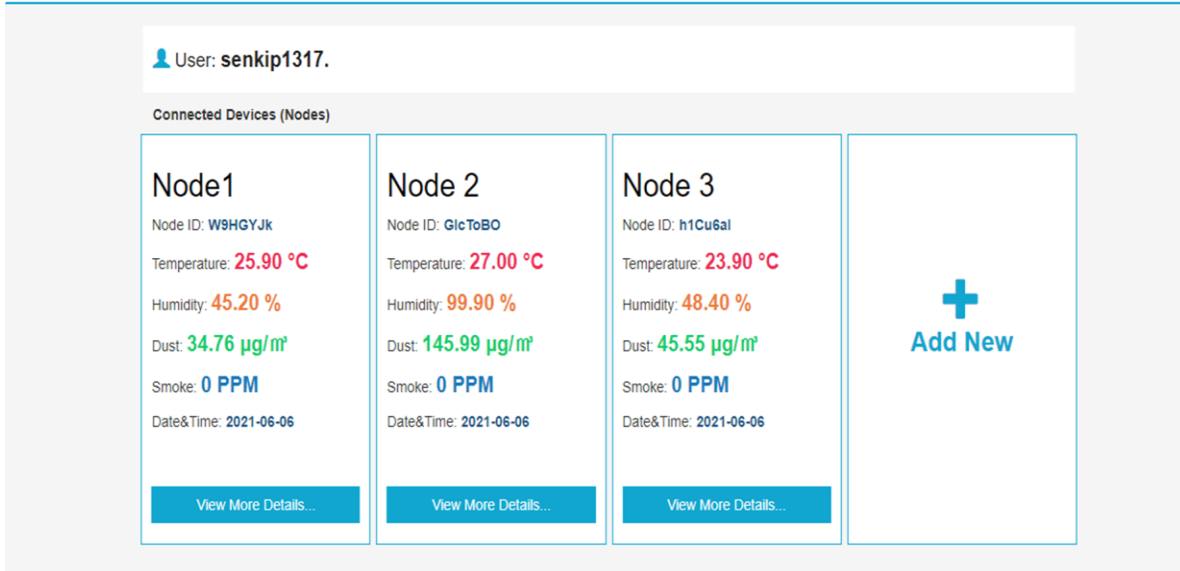 User: senkip1317.
Connected Devices (Nodes)
Node1
Node ID: W9HGYJk
Temperature: 25.90 °C
Humidity: 45.20 %
Dust: 34.76 µg/㎥
Smoke: 0 PPM
Date&Time: 2021-06-06
View More Details...
Node 2
Node ID: GlcToBO
Temperature: 27.00 °C
Humidity: 99.90 %
Dust: 145.99 µg/㎥
Smoke: 0 PPM
Date&Time: 2021-06-06
View More Details...
Node 3
Node ID: h1Cu6al
Temperature: 23.90 °C
Humidity: 48.40 %
Dust: 45.55 µg/㎥
Smoke: 0 PPM
Date&Time: 2021-06-06
View More Details...
Add New